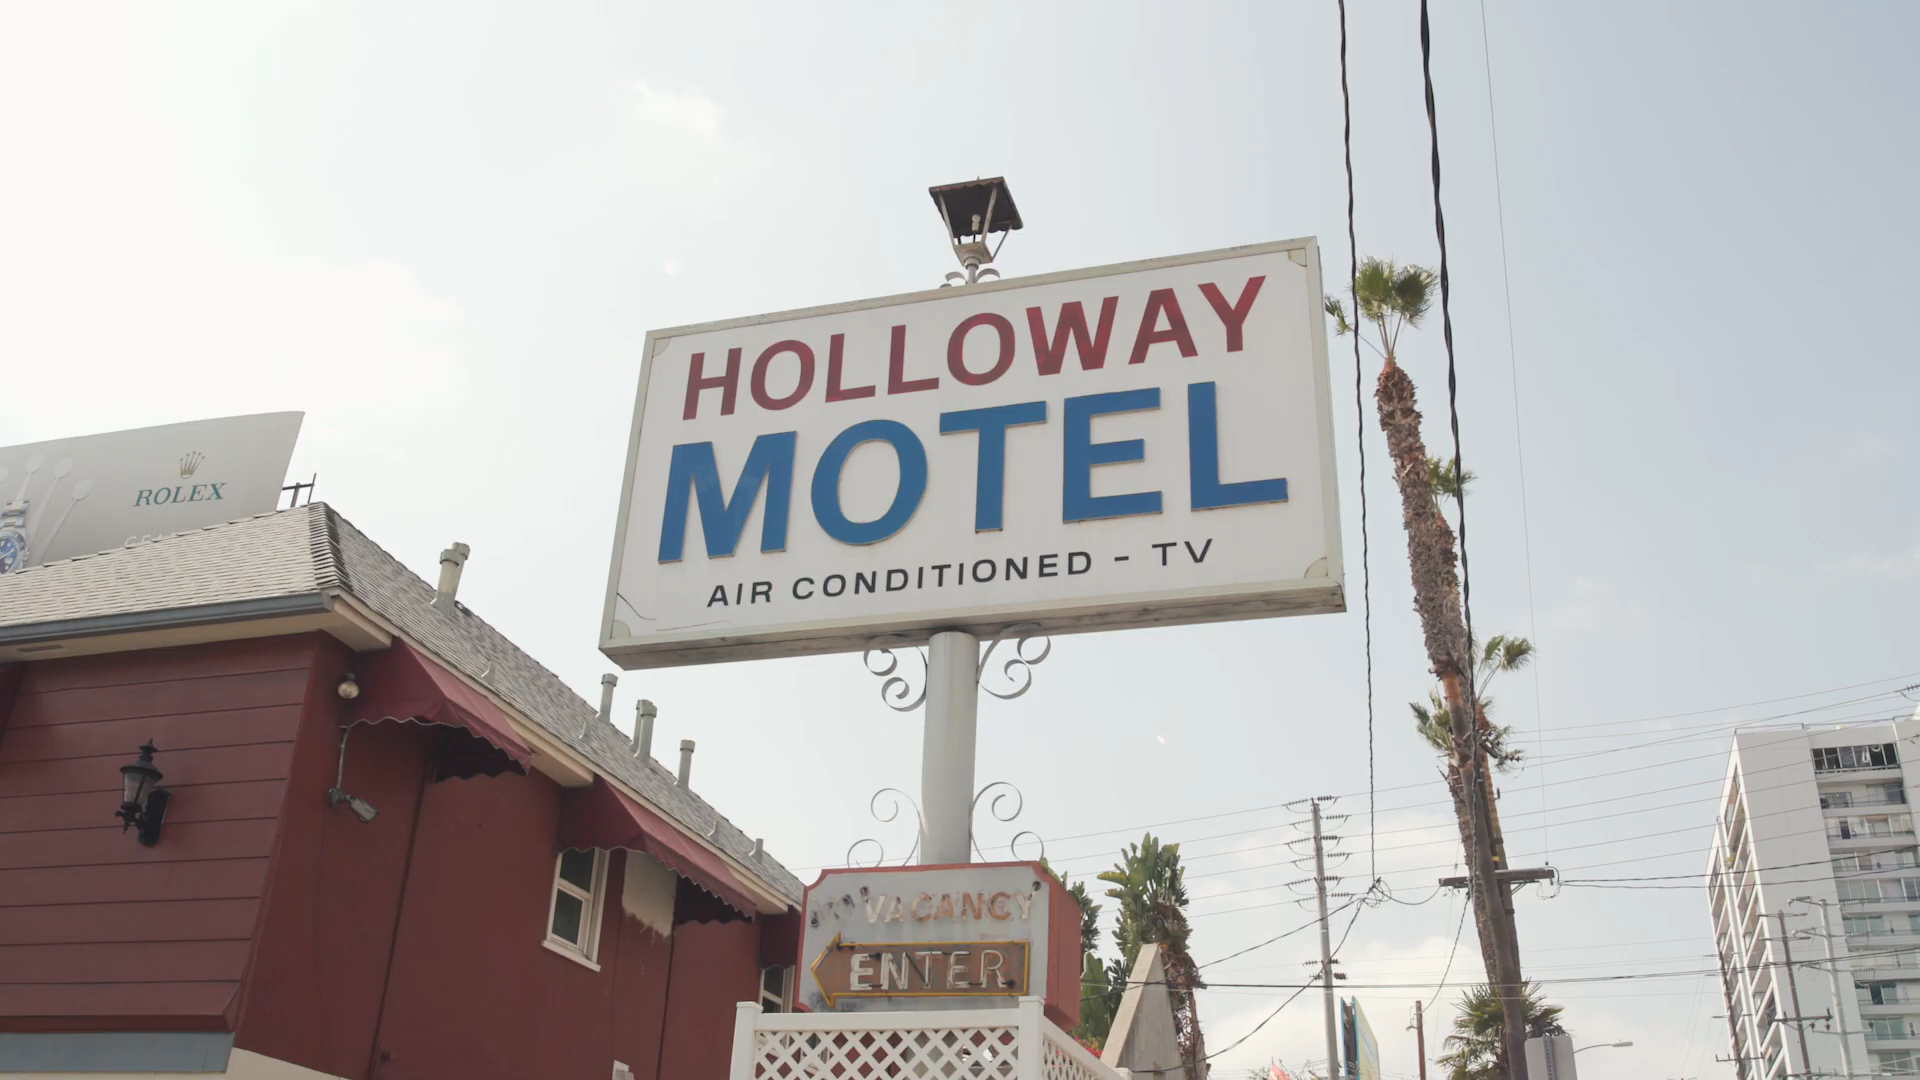 HOLLOWAY
MOTEL
AIR CONDITIONED - TV
ROLEX
VACANCY
ENTER